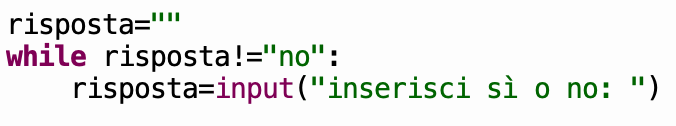 risposta=""
while risposta!="no":
    risposta=input("inserisci sì o no: ")